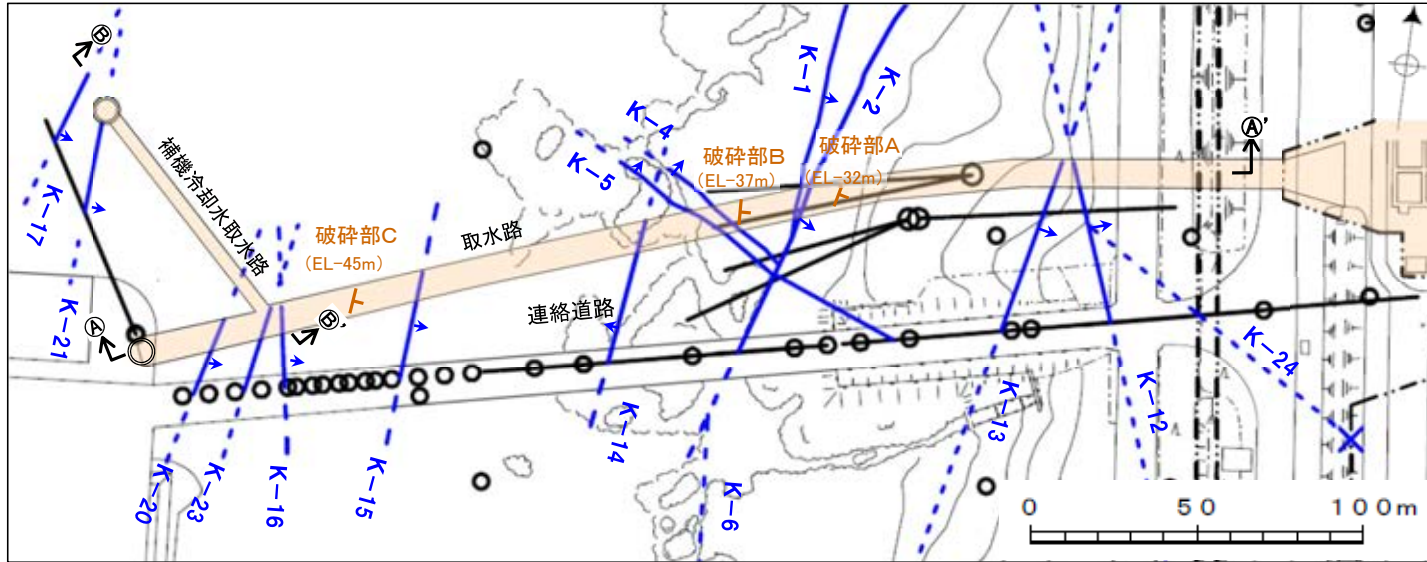 Ⓑ
K-17
K-21
補機冷却水取水路
Ⓐ
破砕部C
(EL-45m)
Ⓑ'
取水路
連絡道路
K-4
K-5
破砕部B
(EL-37m)
破砕部A
(EL-32m)
K-1
K-2
Ⓐ'
K-24
K-20
K-23
K-16
K-15
K-14
K-6
K-13
K-12
0 50 100m